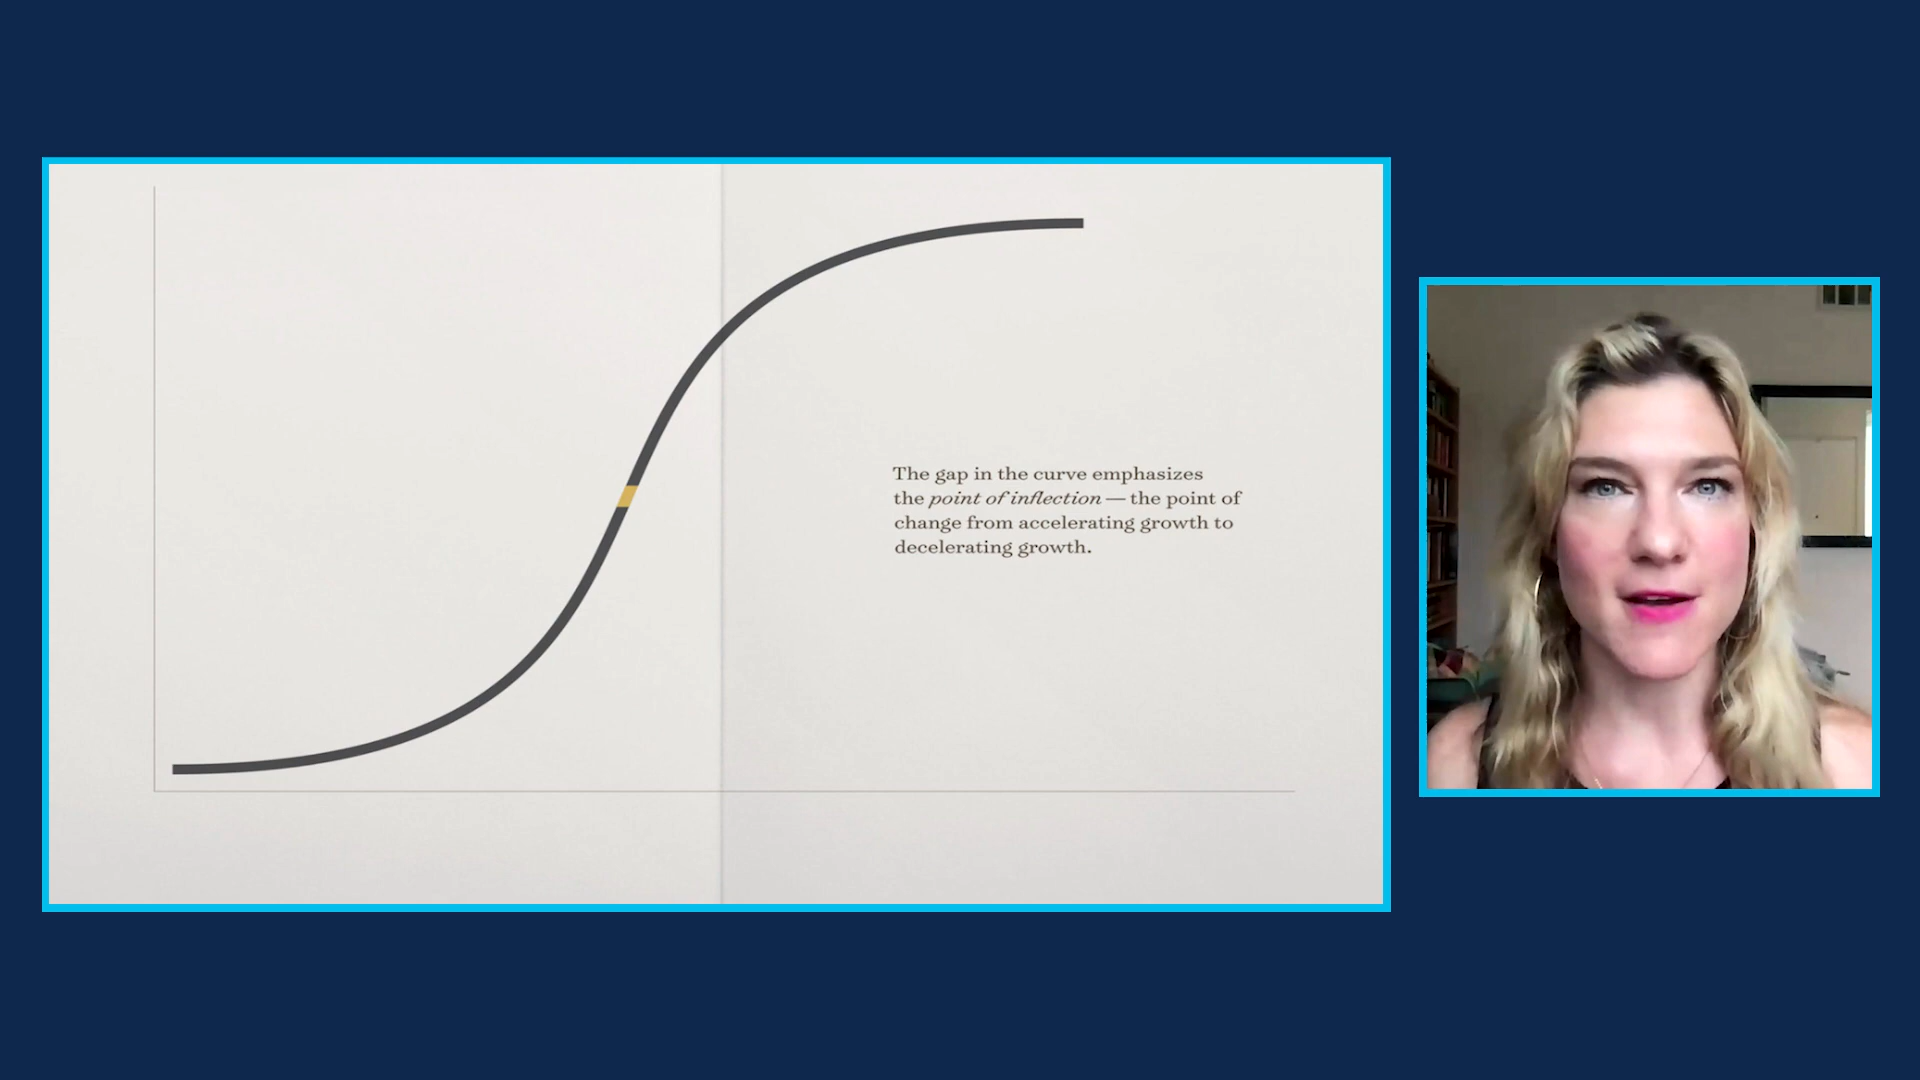 The gap in the curve emphasizes
the point of inflection — the point of
change from accelerating growth to
decelerating growth.